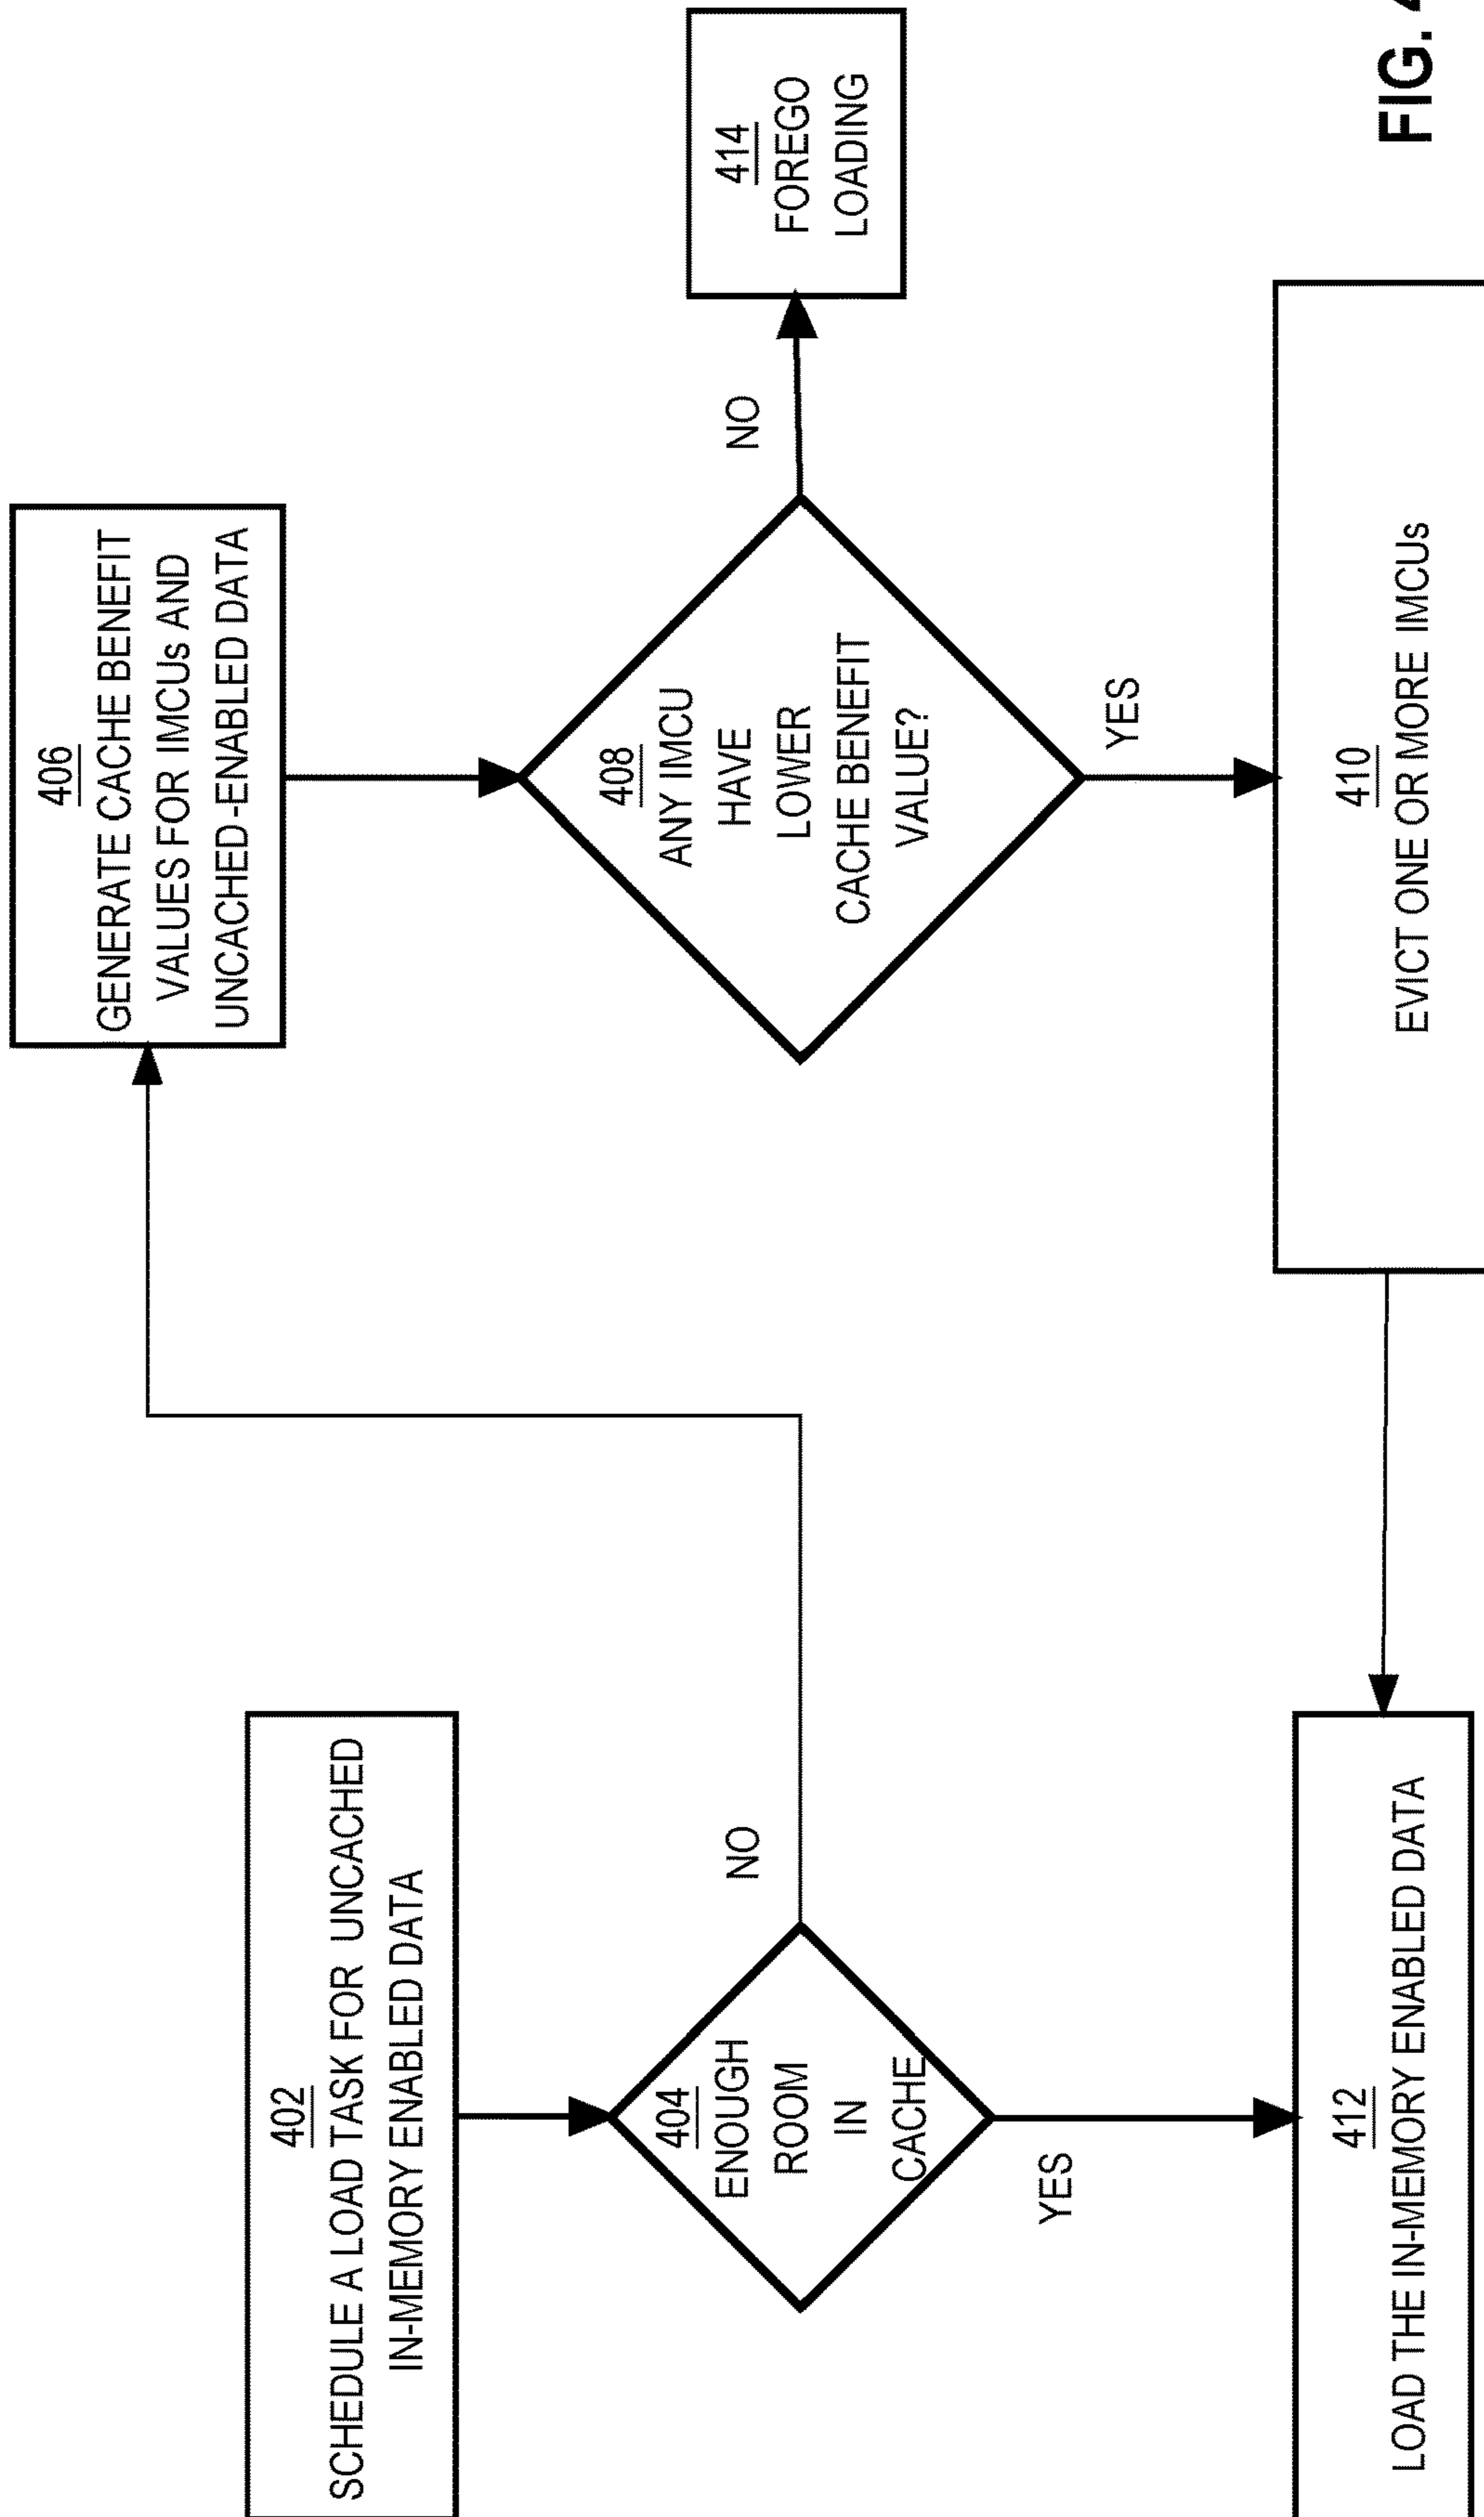 402
SCHEDULE A LOAD TASK FOR UNCACHED
IN-MEMORY ENABLED DATA
404
ENOUGH
ROOM
IN
CACHE
NO
YES
412
LOAD THE IN-MEMORY ENABLED DATA
406
GENERATE CACHE BENEFIT
VALUES FOR IMCUs AND
UNCACHED-ENABLED DATA
408
ANY IMCU
HAVE
LOWER
CACHE BENEFIT
VALUE?
NO
YES
414
FOREGO
LOADING
410
EVICT ONE OR MORE IMCUs
FIG. 4